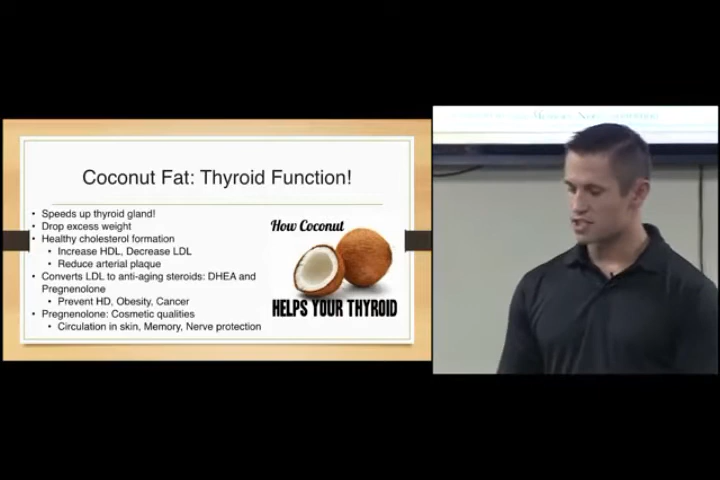 Coconut Fat: Thyroid Function!
• Speeds up thyroid gland!
• Drop excess weight
• Healthy cholesterol formation
• Increase HDL, Decrease LDL
• Reduce arterial plaque
• Converts LDL to anti-aging steroids: DHEA and
Pregnenolone
• Prevent HD, Obesity, Cancer
• Pregnenolone: Cosmetic qualities
• Circulation in skin, Memory, Nerve protection
How Coconut
HELPS YOUR THYROID